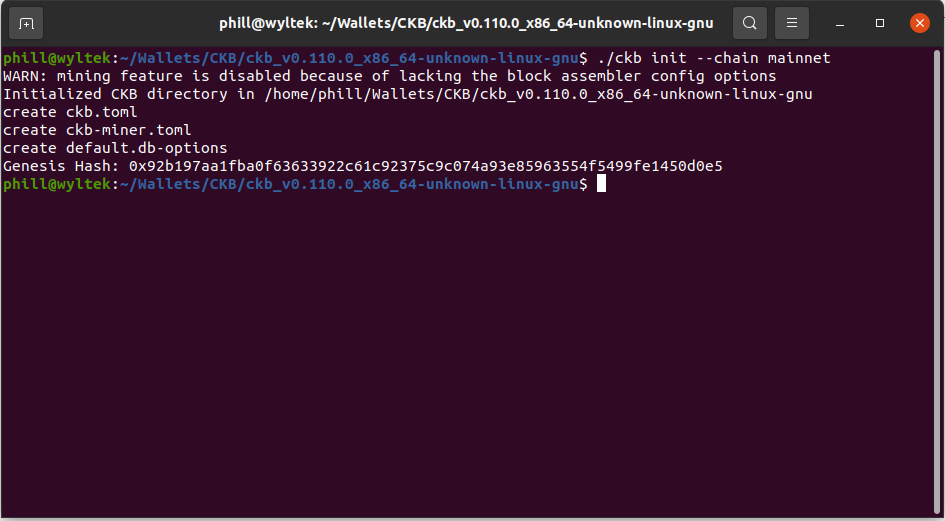 phill@wyltek: ~/Wallets/CKB/ckb_v0.110.0_x86_64-unknown-linux-gnu
phill@wyltek:~/Wallets/CKB/ckb_v0.110.0_x86_64-unknown-linux-gnu$ ./ckb init --chain mainnet
WARN: mining feature is disabled because of lacking the block assembler config options
Initialized CKB directory in /home/phill/Wallets/CKB/ckb_v0.110.0_x86_64-unknown-linux-gnu
create ckb.toml
create ckb-miner.toml
create default.db-options
Genesis Hash: 0x92b197aa1fba0f63633922c61c92375c9c074a93e85963554f5499fe1450d0e5
phill@wyltek:~/Wallets/CKB/ckb_v0.110.0_x86_64-unknown-linux-gnu$